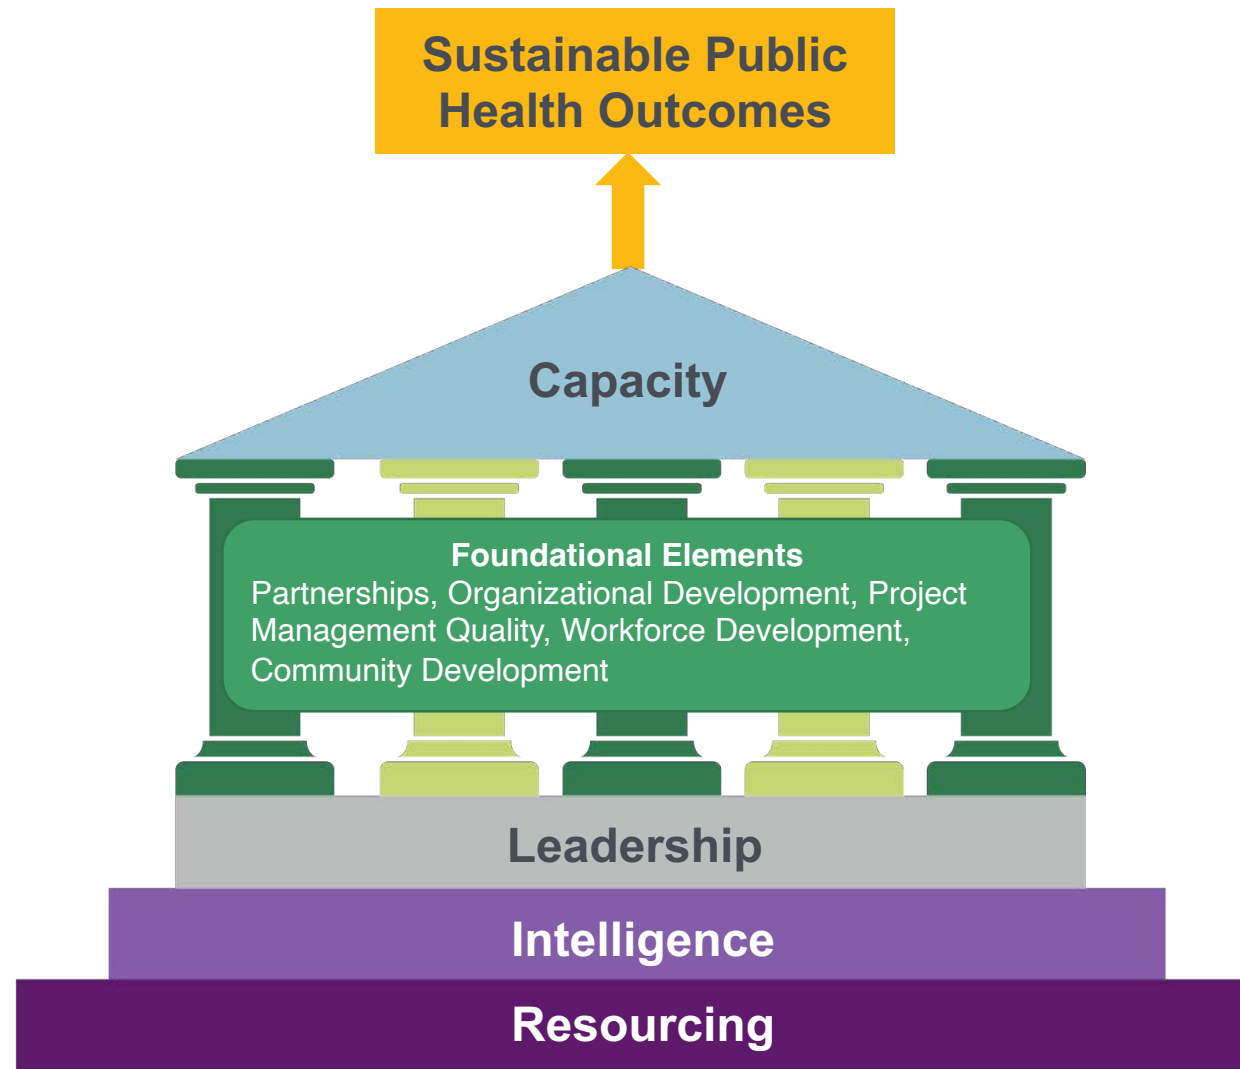 Sustainable Public
Health Outcomes
Capacity
Foundational Elements
Partnerships, Organizational Development, Project
Management Quality, Workforce Development,
Community Development
Leadership
Intelligence
Resourcing